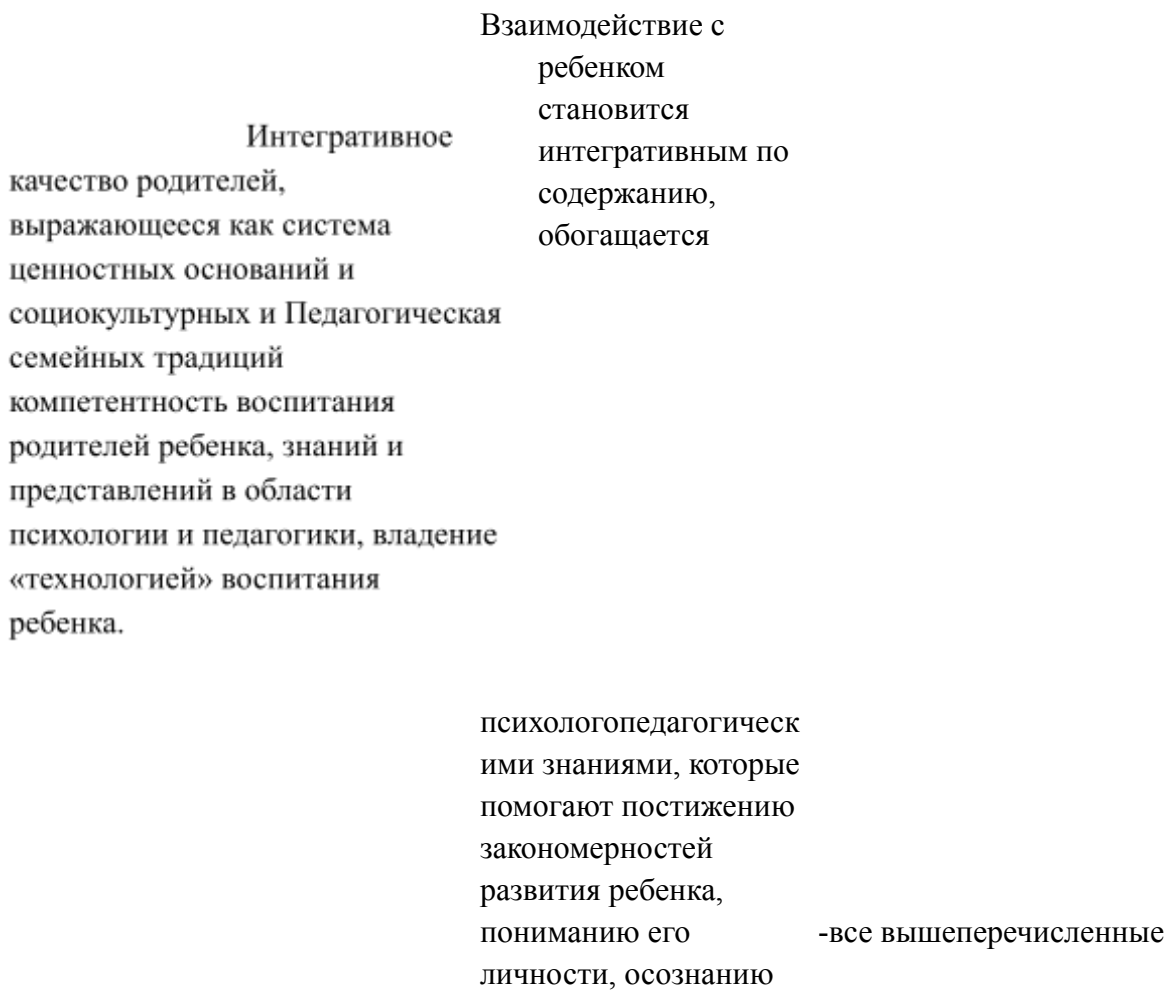 Взаимодействие с
ребенком
становится
интегративным по
содержанию,
обогащается
Интегративное
качество родителей,
выражающееся как система
ценностных оснований и
социокультурных и Педагогическая
семейных традиций
компетентность воспитания
родителей ребенка, знаний и
представлений в области
психологии и педагогики, владение
«технологией» воспитания
ребенка.
психологопедагогическ
ими знаниями, которые
помогают постижению
закономерностей
развития ребенка,
пониманию его -все вышеперечисленные
личности, осознанию